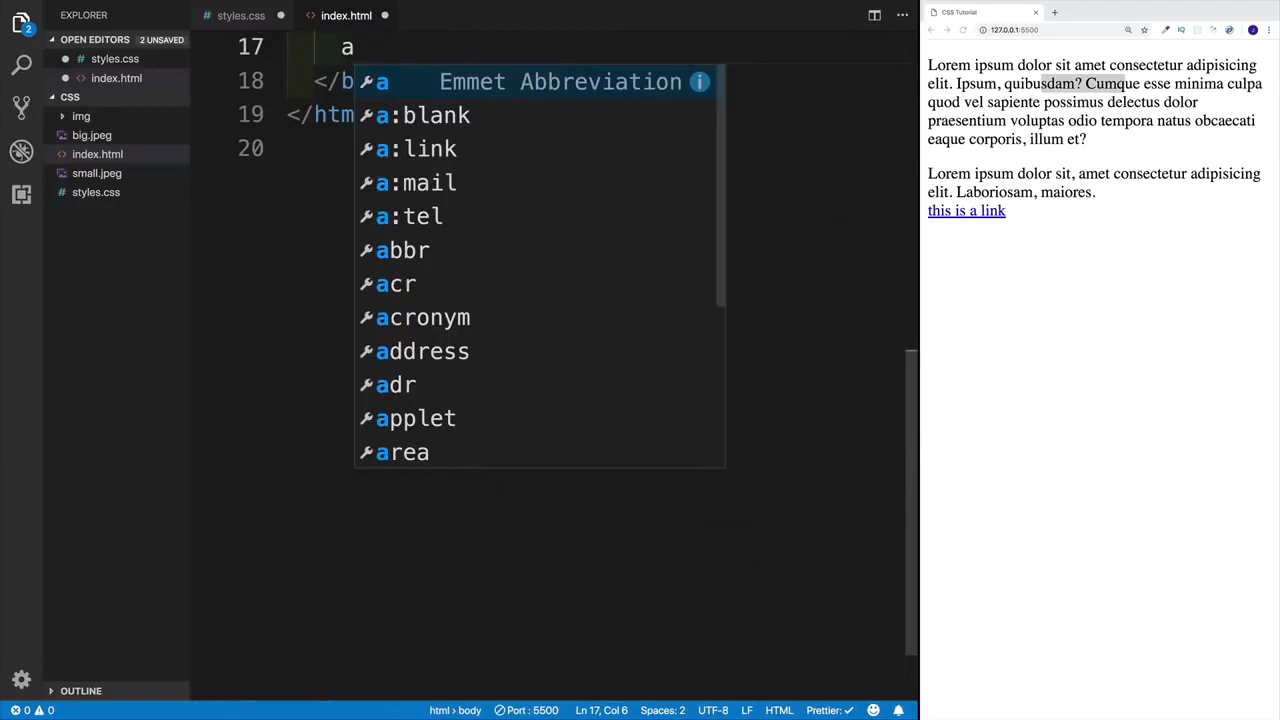 EXPLORER
OPEN EDITORS 2 UNSAVED
styles.css
index.html
CSS
img
big.jpeg
index.html
small.jpeg
styles.css
OUTLINE
2
styles.css
index.html
17 a
18 </b
19 </htm
20
a Emmet Abbreviation
a:blank
a:link
a:mail
a:tel
abbr
acr
acronym
address
adr
applet
area
0 0
html › body
Port : 5500
Ln 17, Col 6
Spaces: 2
UTF-8
LF
HTML
Prettier: ✓
CSS Tutorial
127.0.0.1:5500
Lorem ipsum dolor sit amet consectetur adipisicing
elit. Ipsum, quibusdam? Cumque esse minima culpa
quod vel sapiente possimus delectus dolor
praesentium voluptas odio tempora natus obcaecati
eaque corporis, illum et?
Lorem ipsum dolor sit, amet consectetur adipisicing
elit. Laboriosam, maiores.
this is a link